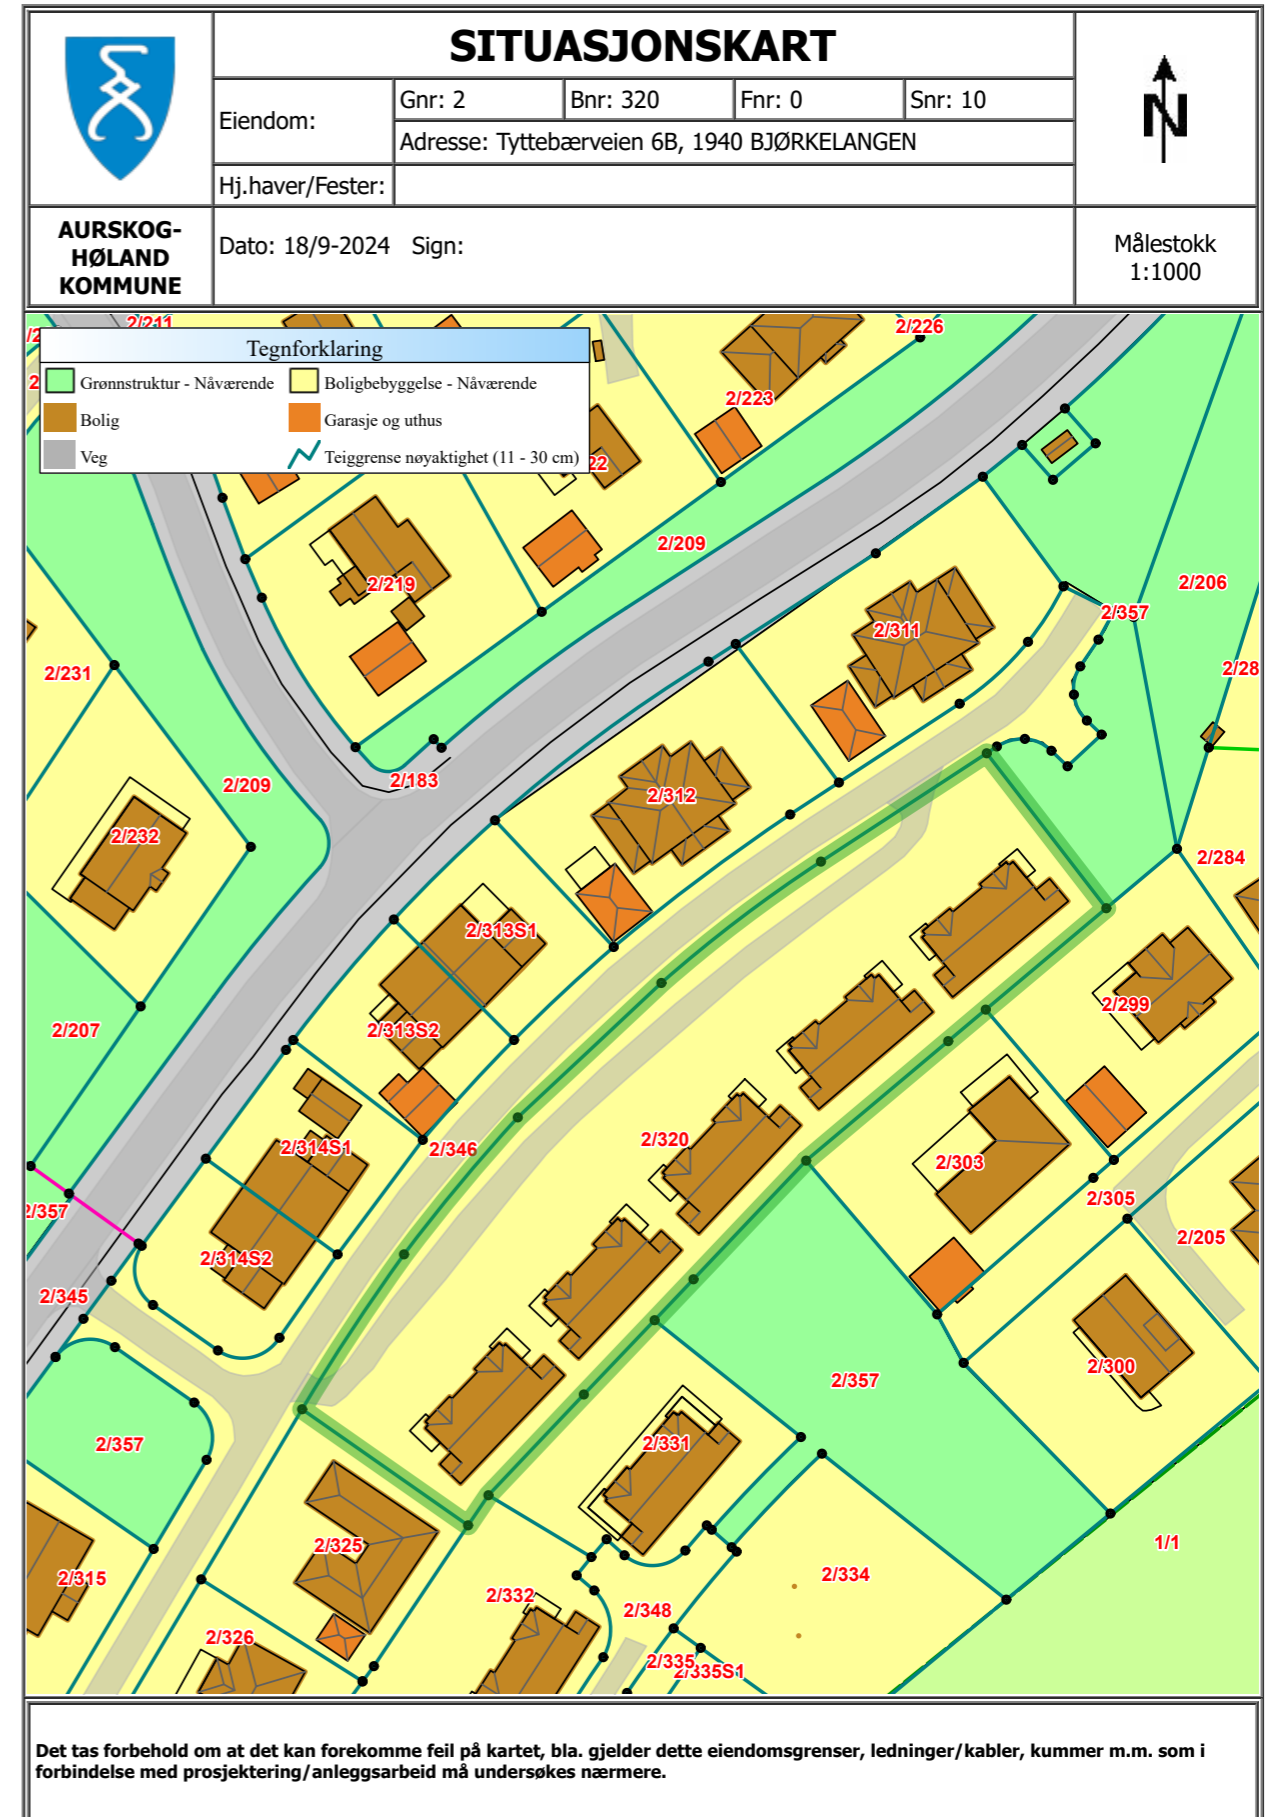 SITUASJONSKART
Eiendom:
Gnr: 2
Bnr: 320
Fnr: 0
Snr: 10
Adresse: Tyttebærveien 6B, 1940 BJØRKELANGEN
Hj.haver/Fester:
N
AURSKOG-
HØLAND
KOMMUNE
Dato: 18/9-2024 Sign:
Målestokk
1:1000
2/211
2/226
Tegnforklaring
Grønnstruktur - Nåværende
Boligbebyggelse - Nåværende
Bolig
Garasje og uthus
Veg
Teiggrense nøyaktighet (11 - 30 cm)
2/223
22
2/209
2/219
2/206
2/357
2/311
2/231
2/28
2/209
2/183
2/312
2/232
2/284
2/313S1
2/299
2/207
2/313S2
2/320
2/314S1
2/346
2/303
2/305
2/357
2/205
2/314S2
2/345
2/300
2/357
2/357
2/331
2/325
1/1
2/315
2/334
2/332
2/348
2/326
2/335
2/335S1
Det tas forbehold om at det kan forekomme feil på kartet, bla. gjelder dette eiendomsgrenser, ledninger/kabler, kummer m.m. som i
forbindelse med prosjektering/anleggsarbeid må undersøkes nærmere.